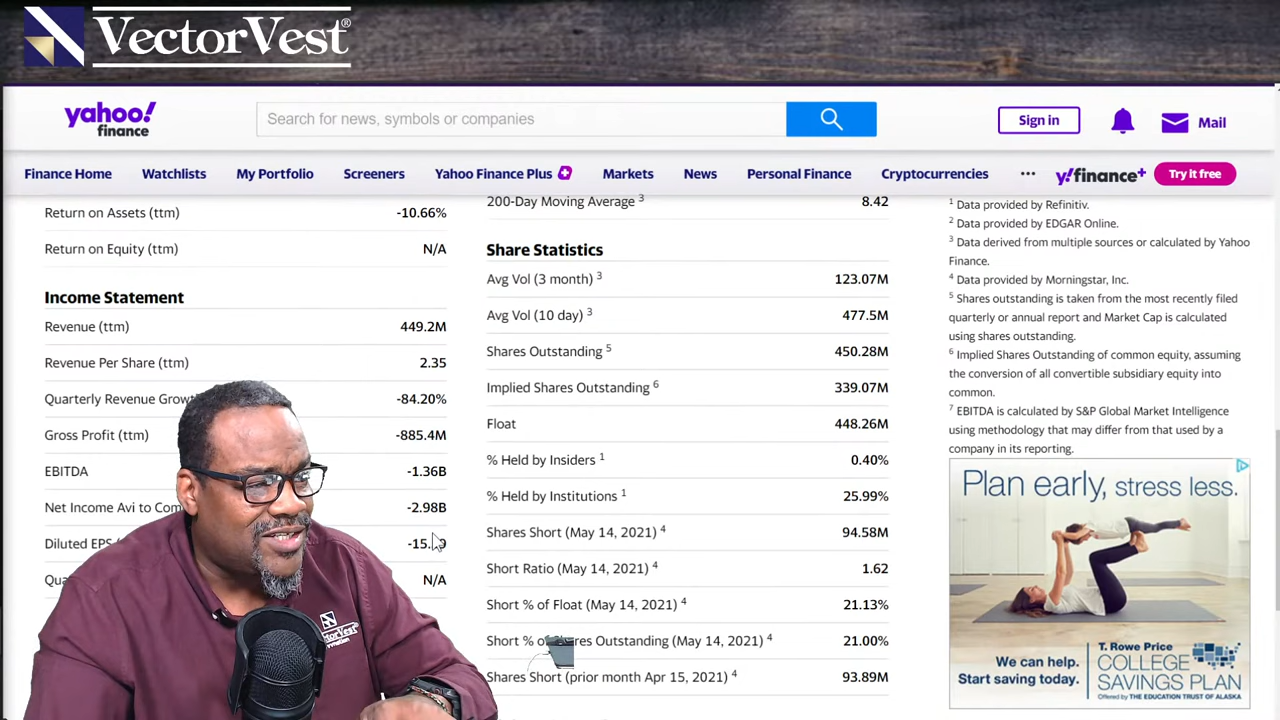 VectorVest®
yahoo!
finance
Search for news, symbols or companies
Sign in
Mail
Finance Home
Watchlists
My Portfolio
Screeners
Yahoo Finance Plus
Markets
News
Personal Finance
Cryptocurrencies
...
y!finance+
Try it free
Return on Assets (ttm) -10.66%
Return on Equity (ttm) N/A
Income Statement
Revenue (ttm) 449.2M
Revenue Per Share (ttm) 2.35
Quarterly Revenue -84.20%
Gross Profit (ttm) -885.4M
EBITDA -1.36B
Net Income Avi to -2.98B
Diluted EPS
N/A
200-Day Moving Average 3 8.42
Share Statistics
Avg Vol (3 month) 3 123.07M
Avg Vol (10 day) 3 477.5M
Shares Outstanding 5 450.28M
Implied Shares Outstanding 6 339.07M
Float 448.26M
% Held by Insiders 1 0.40%
% Held by Institutions 1 25.99%
Shares Short (May 14, 2021) 4 94.58M
Short Ratio (May 14, 2021) 4 1.62
Short % of Float (May 14, 2021) 4 21.13%
Short % of Outstanding (May 14, 2021) 4 21.00%
Shares Short (prior month Apr 15, 2021) 4 93.89M
1 Data provided by Refinitiv.
2 Data provided by EDGAR Online.
3 Data derived from multiple sources or calculated by Yahoo
Finance.
4 Data provided by Morningstar, Inc.
5 Shares outstanding is taken from the most recently filed
quarterly or annual report and Market Cap is calculated
using shares outstanding.
6 Implied Shares Outstanding of common equity, assuming
the conversion of all convertible subsidiary equity into
common.
7 EBITDA is calculated by S&P Global Market Intelligence
using methodology that may differ from that used by a
company in its reporting.
Plan early, stress less.
We can help.
Start saving today.
T. Rowe Price
COLLEGE
SAVINGS PLAN
Offered by THE EDUCATION TRUST OF ALASKA